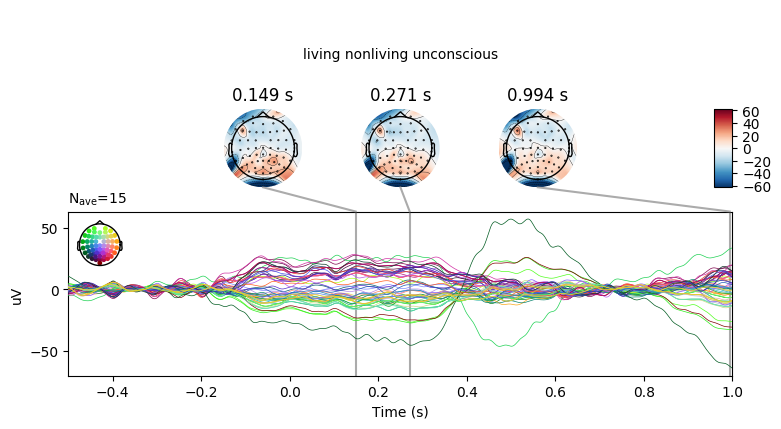 living nonliving unconscious
0.149 s 0.271 s 0.994 s
60
40
20
0
−20
−40
−60
Nave=15
50
0
−50
uV
−0.4 −0.2 0.0 0.2 0.4 0.6 0.8 1.0
Time (s)